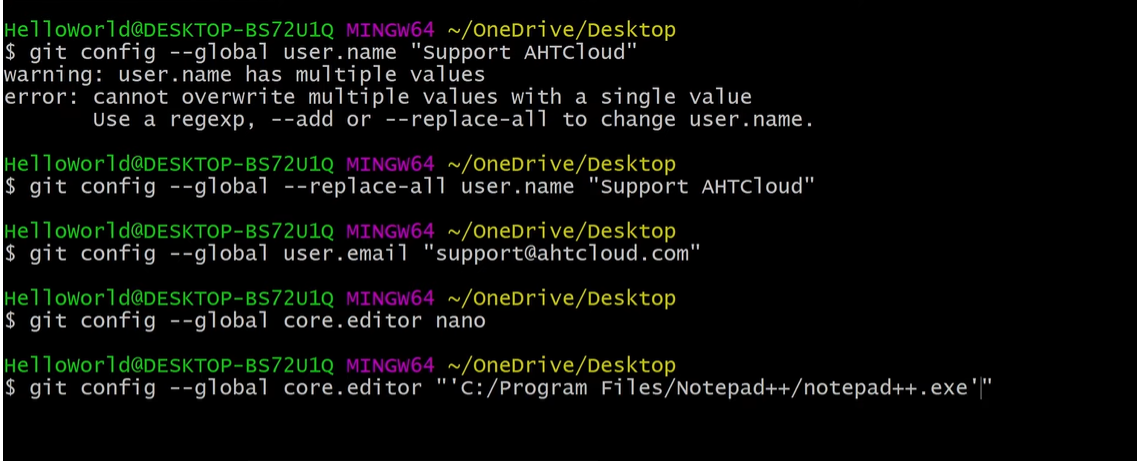 HelloWorld@DESKTOP-BS72U1Q MINGW64 ~/OneDrive/Desktop
$ git config --global user.name "Support AHTCloud"
warning: user.name has multiple values
error: cannot overwrite multiple values with a single value
       Use a regexp, --add or --replace-all to change user.name.
HelloWorld@DESKTOP-BS72U1Q MINGW64 ~/OneDrive/Desktop
$ git config --global --replace-all user.name "Support AHTCloud"
HelloWorld@DESKTOP-BS72U1Q MINGW64 ~/OneDrive/Desktop
$ git config --global user.email "support@ahtcloud.com"
HelloWorld@DESKTOP-BS72U1Q MINGW64 ~/OneDrive/Desktop
$ git config --global core.editor nano
HelloWorld@DESKTOP-BS72U1Q MINGW64 ~/OneDrive/Desktop
$ git config --global core.editor "'C:/Program Files/Notepad++/notepad++.exe'"